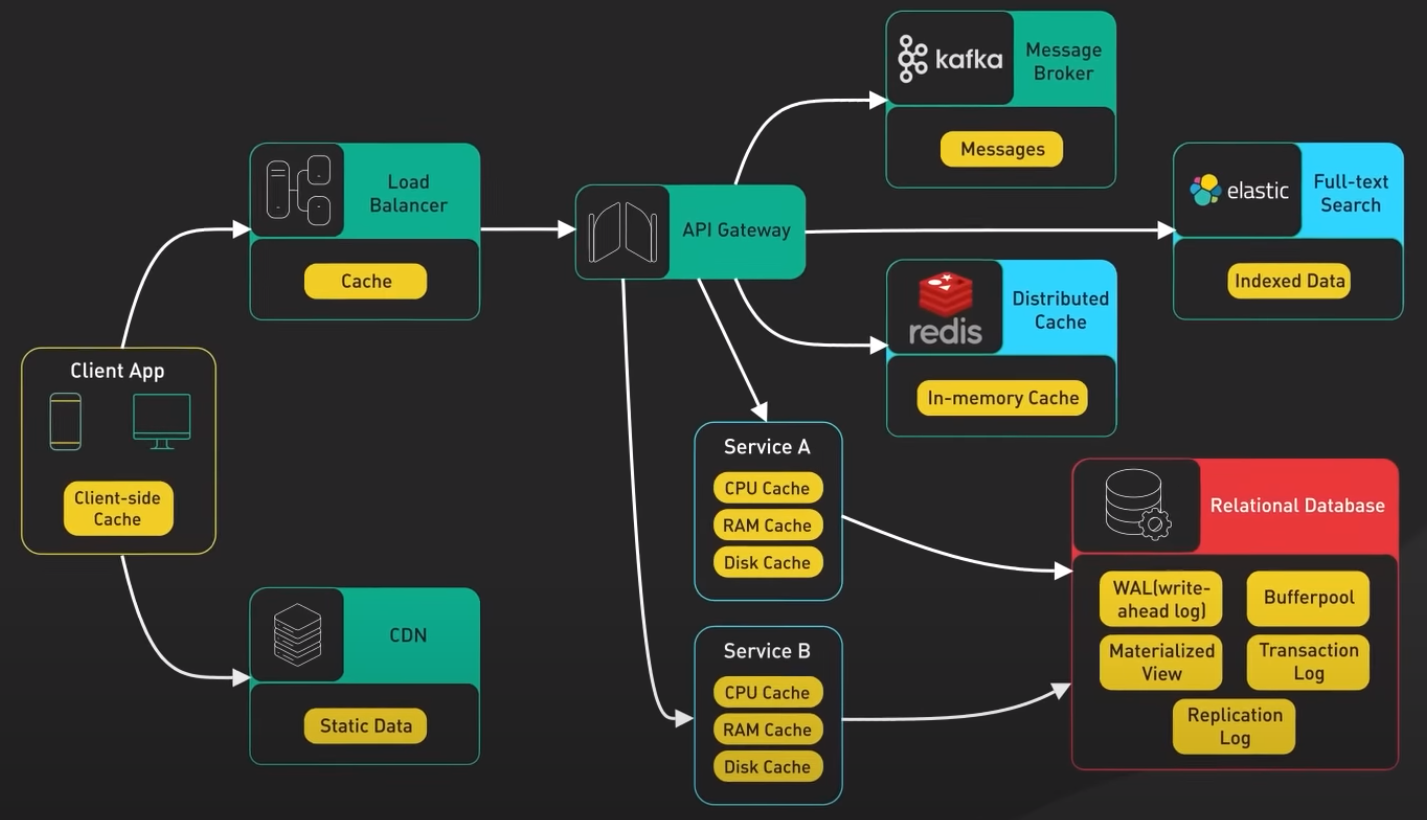 kafka
Message
Broker
Messages
Load
Balancer
Cache
API Gateway
elastic
Full-text
Search
Indexed Data
redis
Distributed
Cache
In-memory Cache
Client App
Client-side
Cache
Service A
CPU Cache
RAM Cache
Disk Cache
Relational Database
WAL(write-
ahead log)
Bufferpool
Materialized
View
Transaction
Log
Replication
Log
CDN
Static Data
Service B
CPU Cache
RAM Cache
Disk Cache